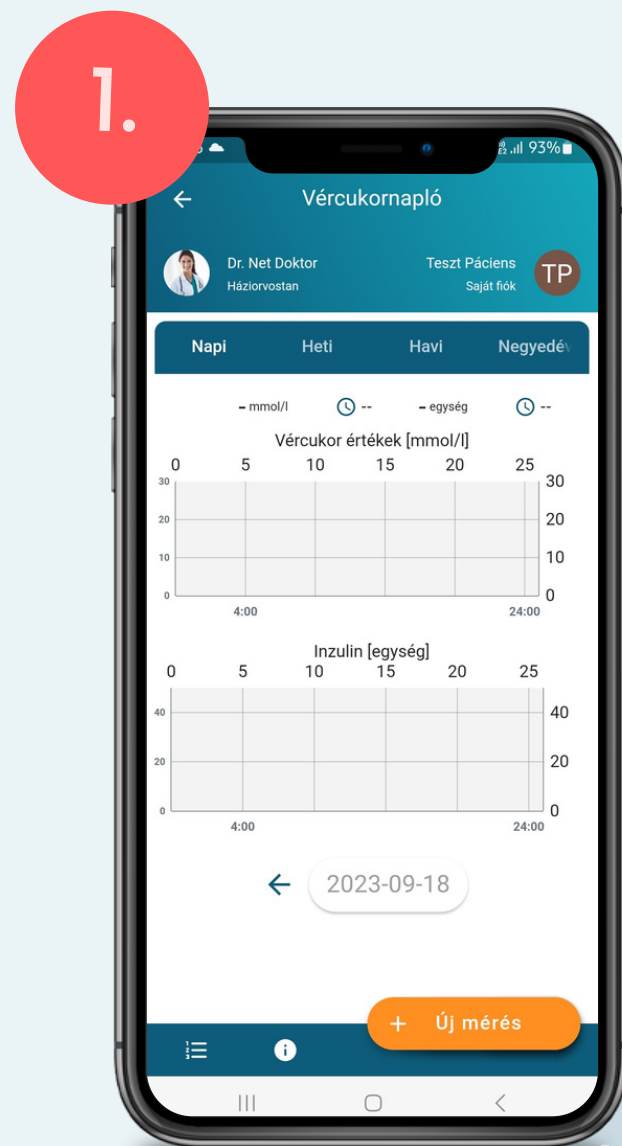 1.
93%
Vércukornapló
Dr. Net Doktor
Háziorvostan
Teszt Páciens
Saját fiók
TP
Napi Heti Havi Negyedév
- mmol/l -- - egység --
Vércukor értékek [mmol/l]
0 5 10 15 20 25
30 30
20 20
10 10
0 0
4:00 24:00
Inzulin [egység]
0 5 10 15 20 25
40 40
20 20
0 0
4:00 24:00
2023-09-18
+ Új mérés